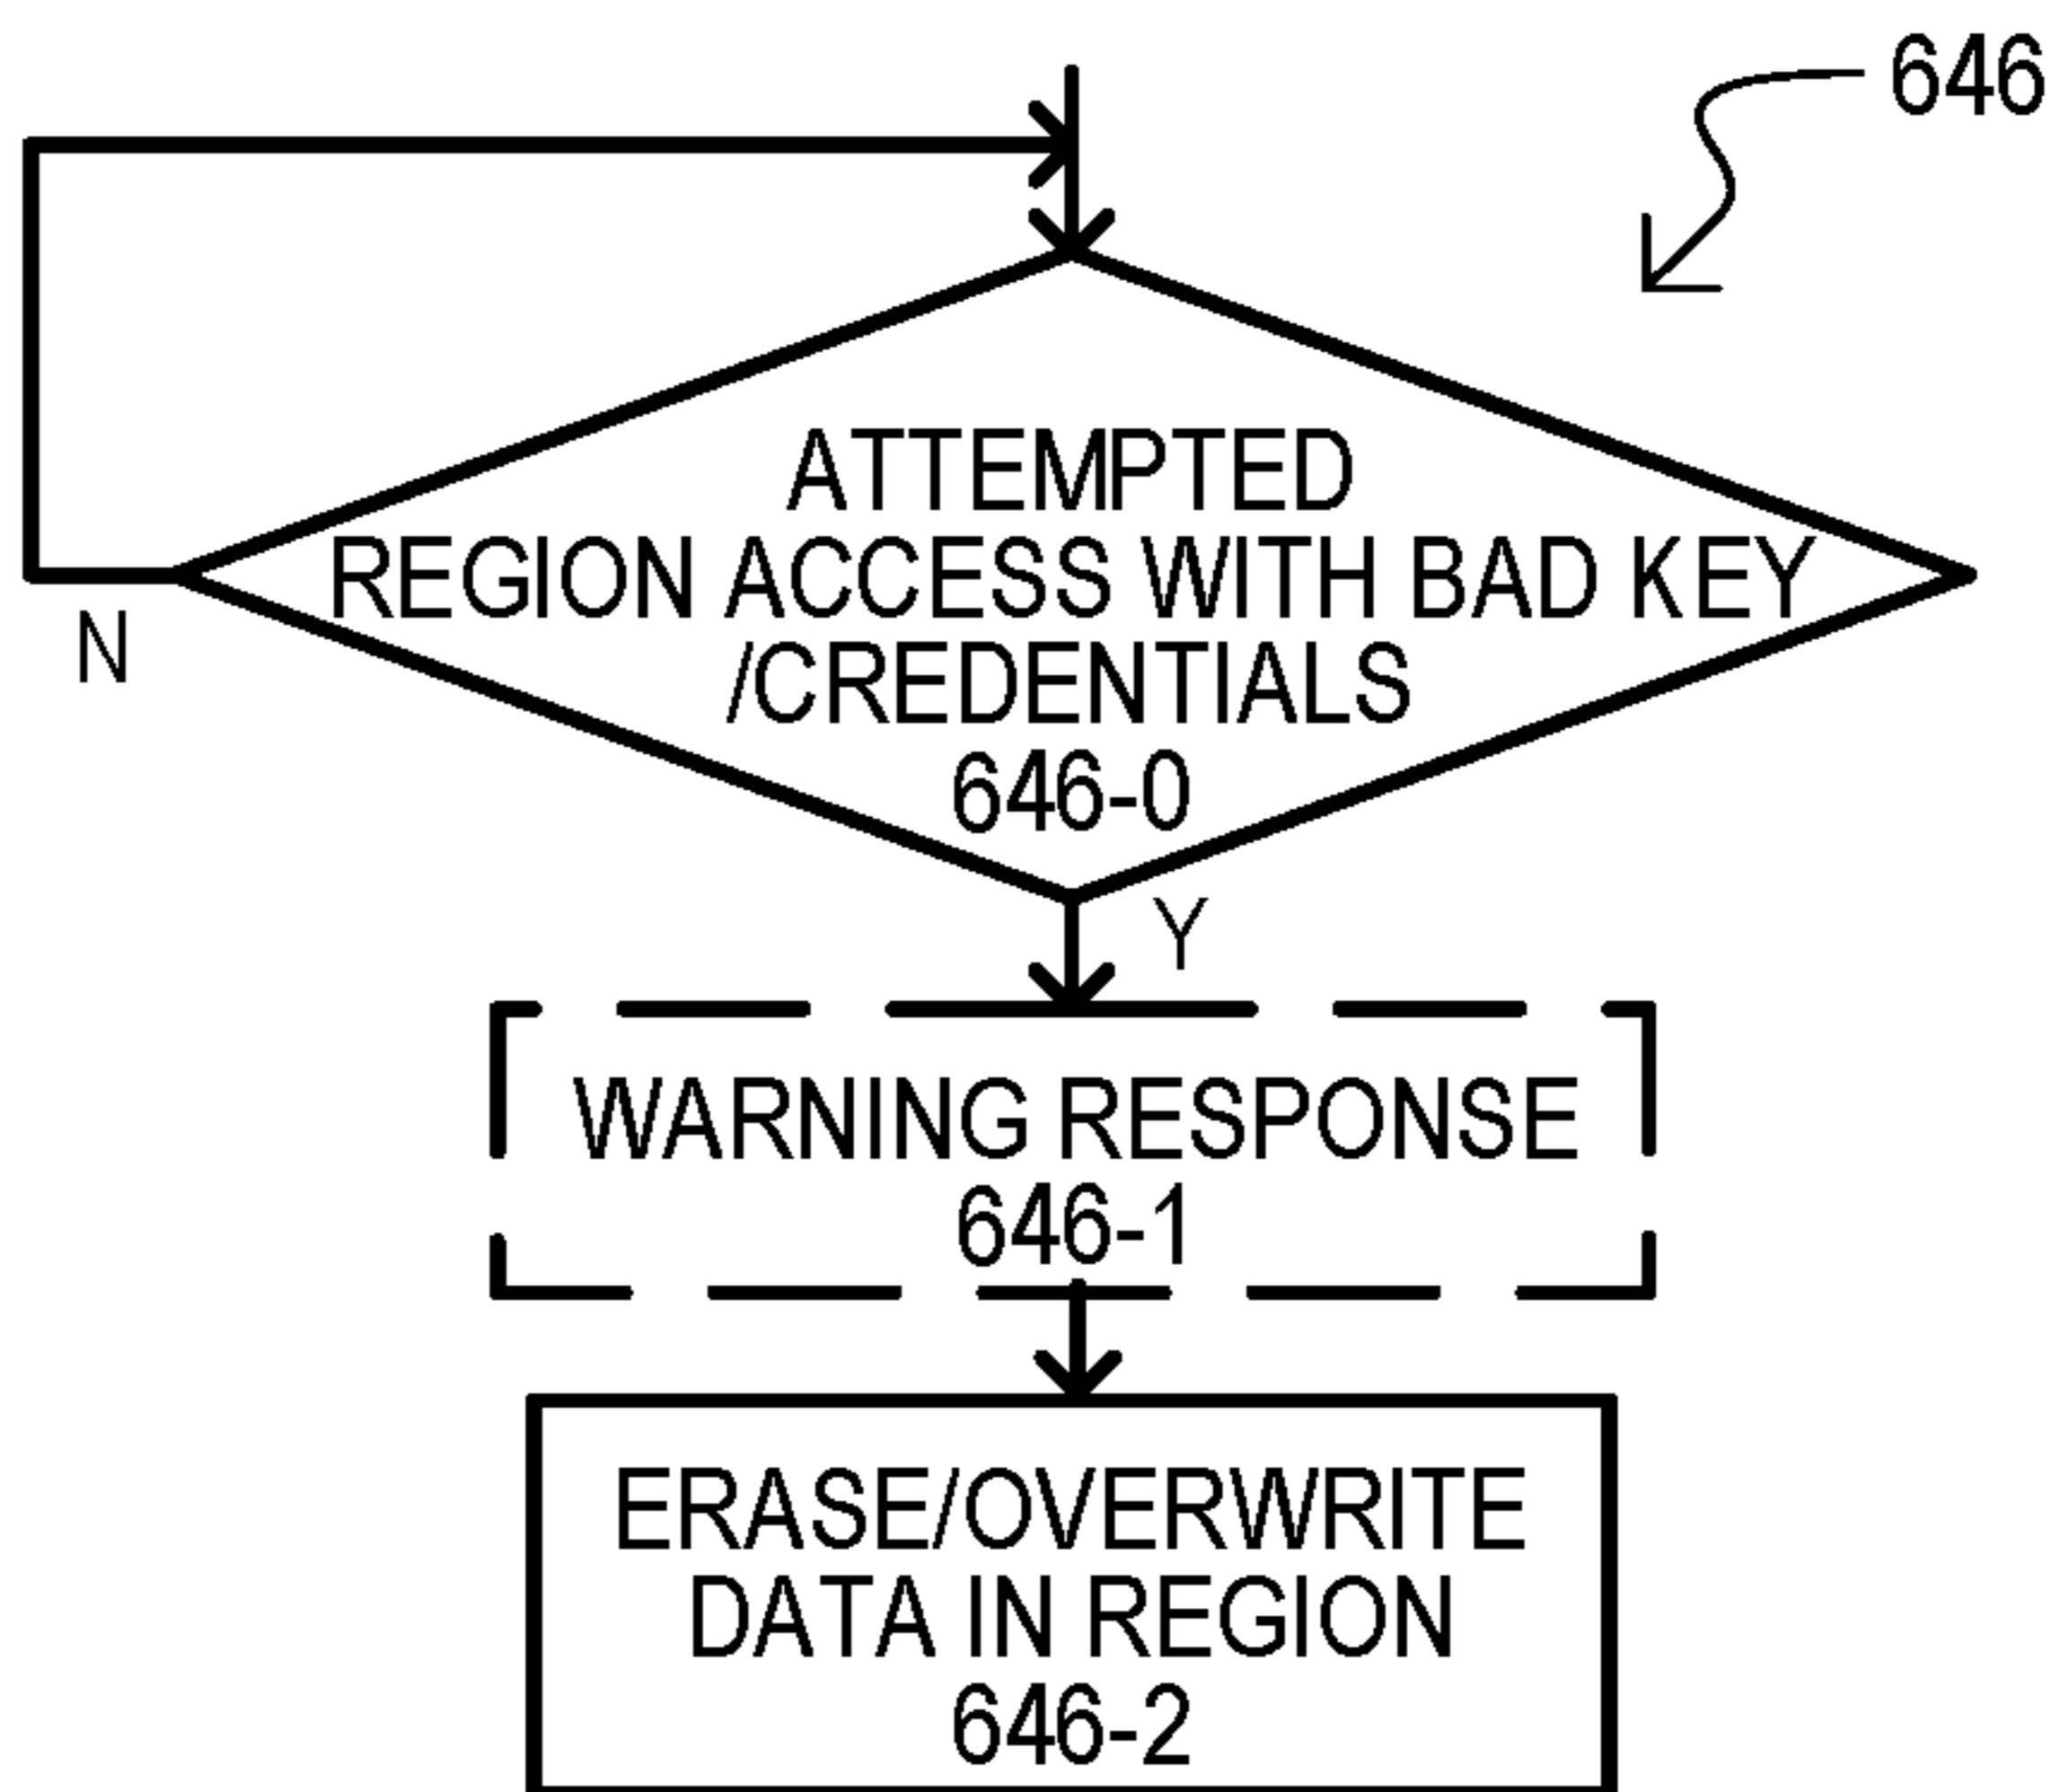 646
ATTEMPTED
REGION ACCESS WITH BAD KEY
/CREDENTIALS
646-0
N
Y
WARNING RESPONSE
646-1
ERASE/OVERWRITE
DATA IN REGION
646-2